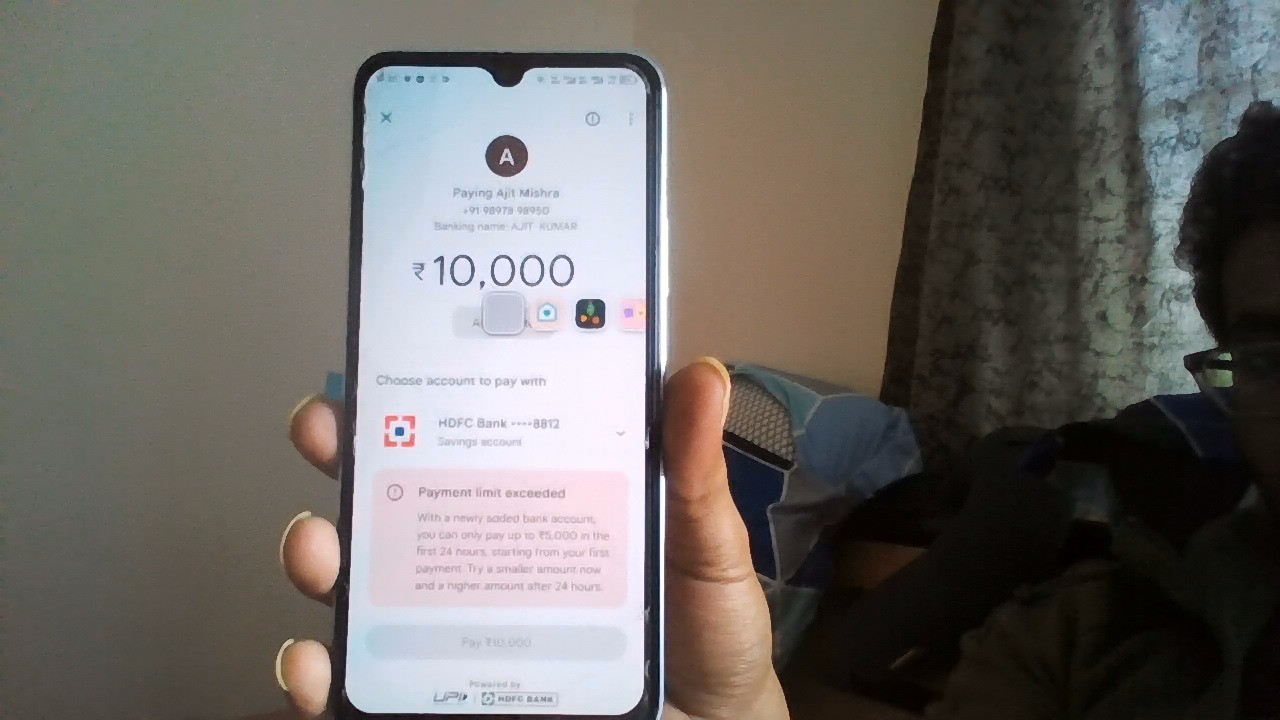 A
Paying Ajit Mishra
+91 98978 98950
Banking name: AJIT KUMAR
₹10,000
Choose account to pay with
HDFC Bank ····8812
Savings account
Payment limit exceeded
With a newly added bank account,
you can only pay up to ₹5,000 in the
first 24 hours, starting from your first
payment. Try a smaller amount now
and a higher amount after 24 hours.
Pay ₹10,000
Powered by
UPI HDFC BANK